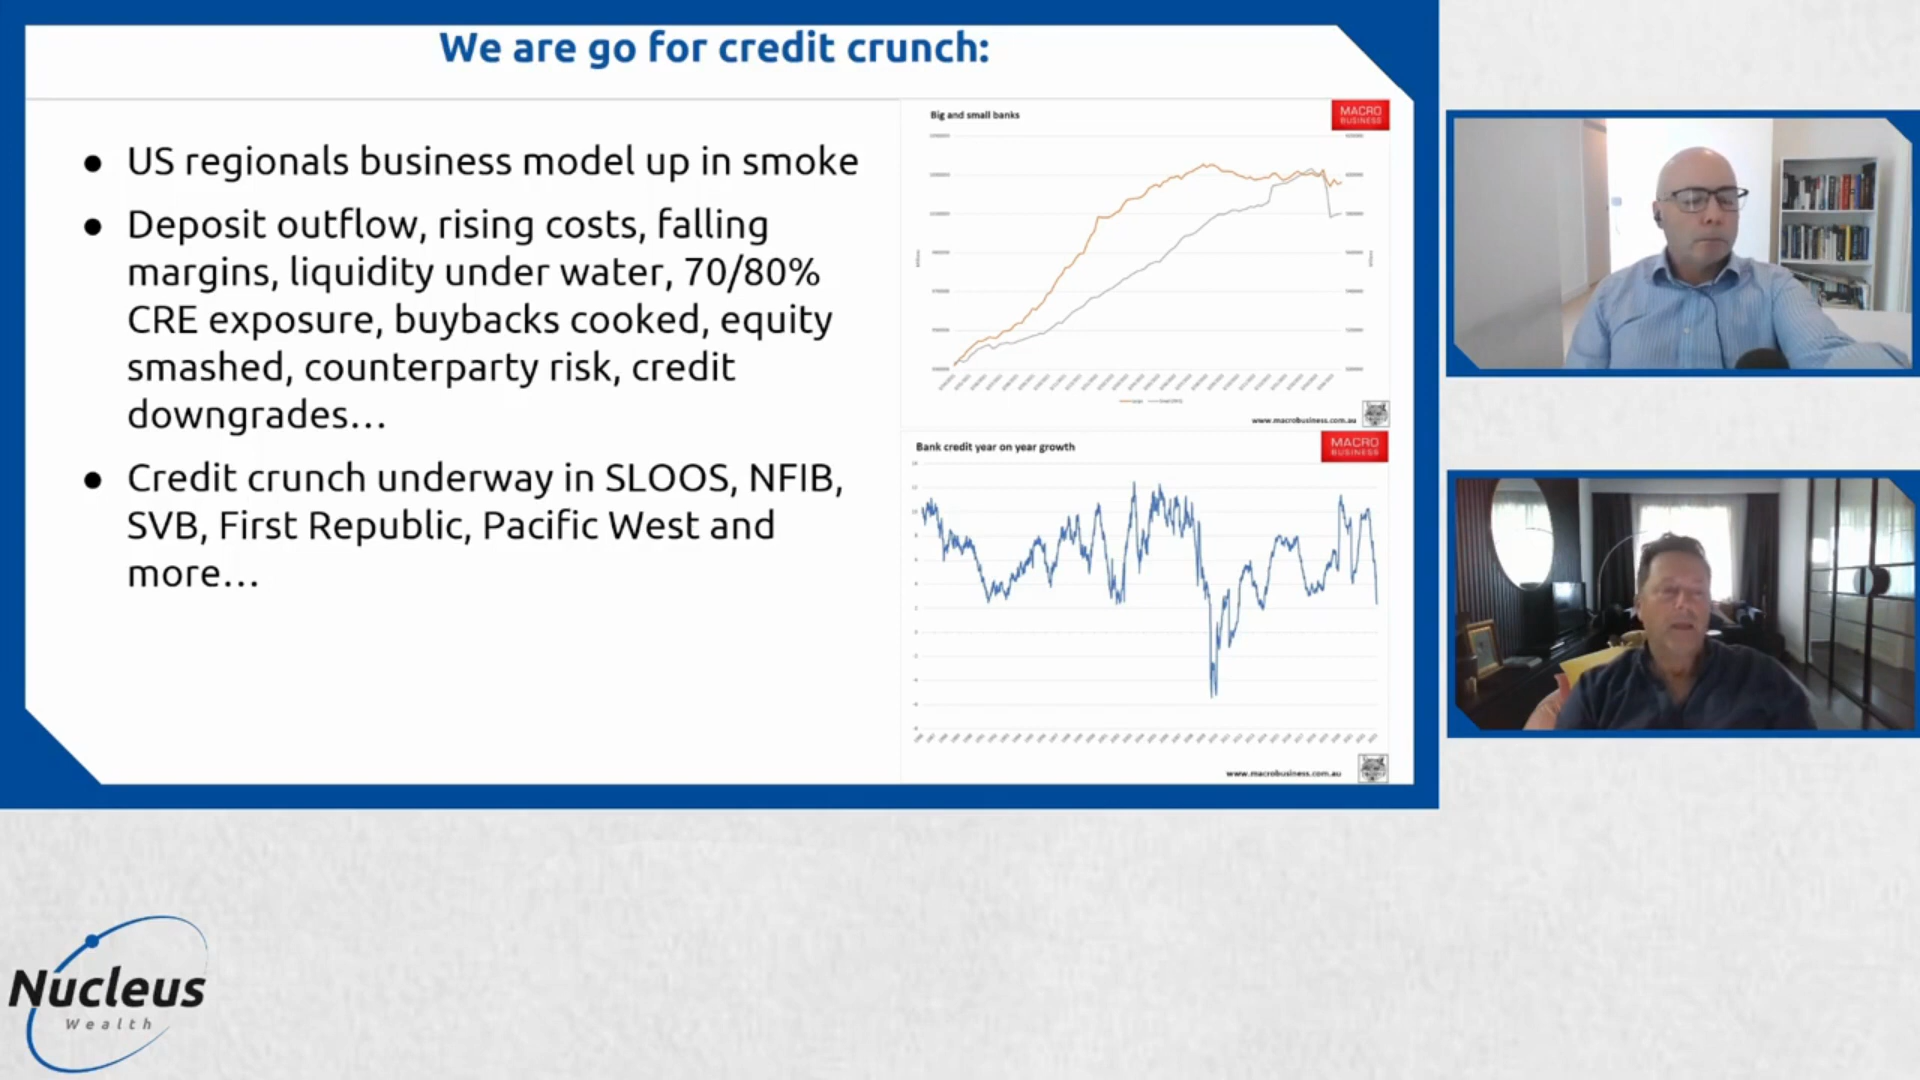 We are go for credit crunch:
● US regionals business model up in smoke
● Deposit outflow, rising costs, falling
margins, liquidity under water, 70/80%
CRE exposure, buybacks cooked, equity
smashed, counterparty risk, credit
downgrades...
● Credit crunch underway in SLOOS, NFIB,
SVB, First Republic, Pacific West and
more...
Big and small banks
MACRO
BUSINESS
www.macrobusiness.com.au
Bank credit year on year growth
MACRO
BUSINESS
www.macrobusiness.com.au
Nucleus
Wealth